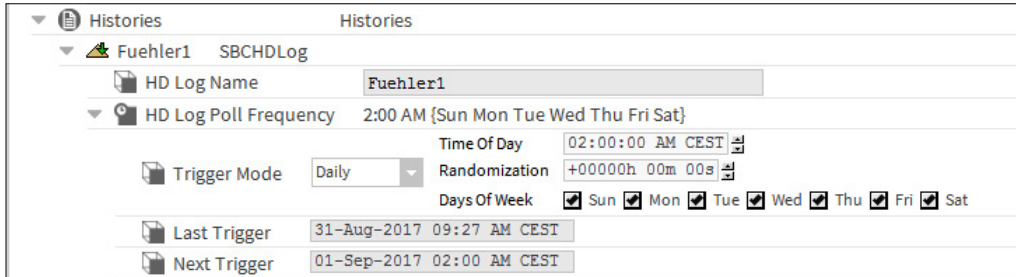 Histories Histories
Fuehler1 SBCHDLog
HD Log Name Fuehler1
HD Log Poll Frequency 2:00 AM {Sun Mon Tue Wed Thu Fri Sat}
Time Of Day 02:00:00 AM CEST
Trigger Mode Daily Randomization +00000h 00m 00s
Days Of Week Sun Mon Tue Wed Thu Fri Sat
Last Trigger 31-Aug-2017 09:27 AM CEST
Next Trigger 01-Sep-2017 02:00 AM CEST